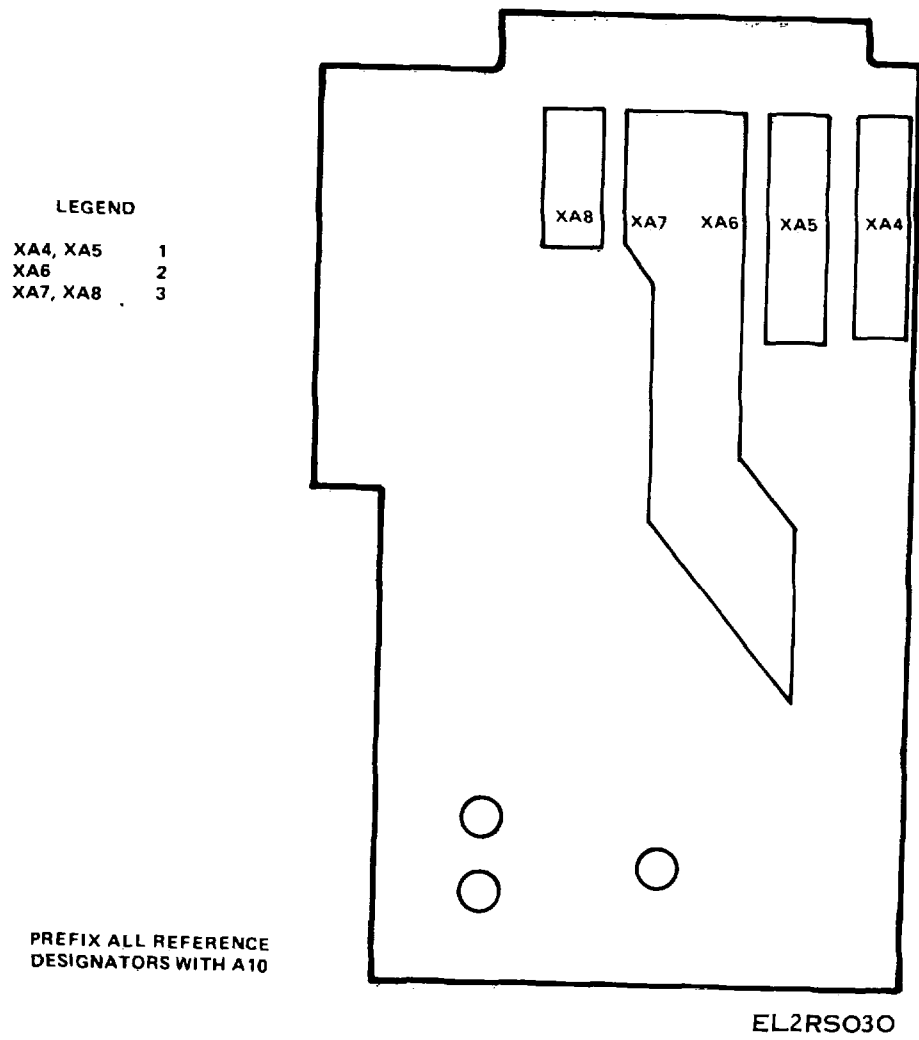 LEGEND
XA4, XA5 1
XA6 2
XA7, XA8 3
XA8 XA7 XA6 XA5 XA4
PREFIX ALL REFERENCE
DESIGNATORS WITH A10
EL2RS030